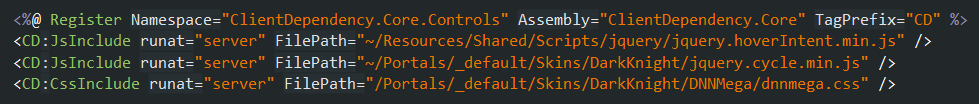 <%@ Register Namespace="ClientDependency.Core.Controls" Assembly="ClientDependency.Core" TagPrefix="CD" %>
<CD:JsInclude runat="server" FilePath="~/Resources/Shared/Scripts/jquery/jquery.hoverIntent.min.js" />
<CD:JsInclude runat="server" FilePath="~/Portals/_default/Skins/DarkKnight/jquery.cycle.min.js" />
<CD:CssInclude runat="server" FilePath="/Portals/_default/Skins/DarkKnight/DNNMega/dnnmega.css" />